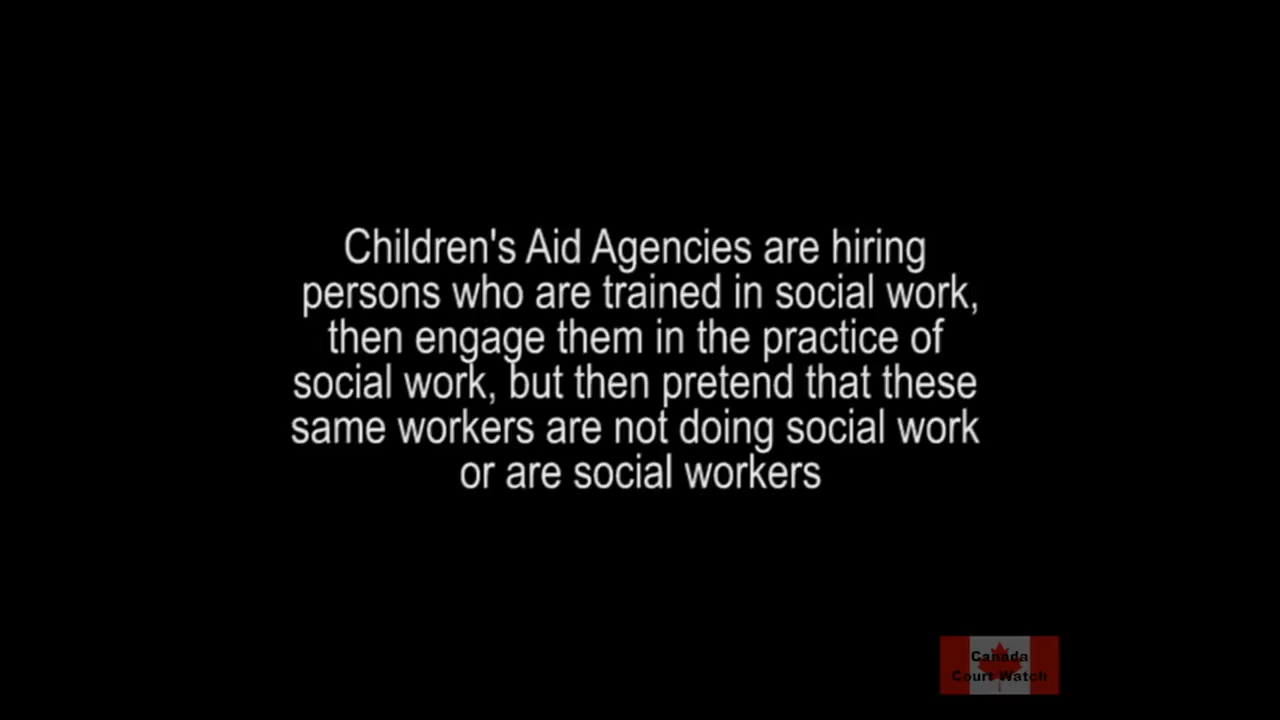 Children's Aid Agencies are hiring
persons who are trained in social work,
then engage them in the practice of
social work, but then pretend that these
same workers are not doing social work
or are social workers
Canada
Court Watch